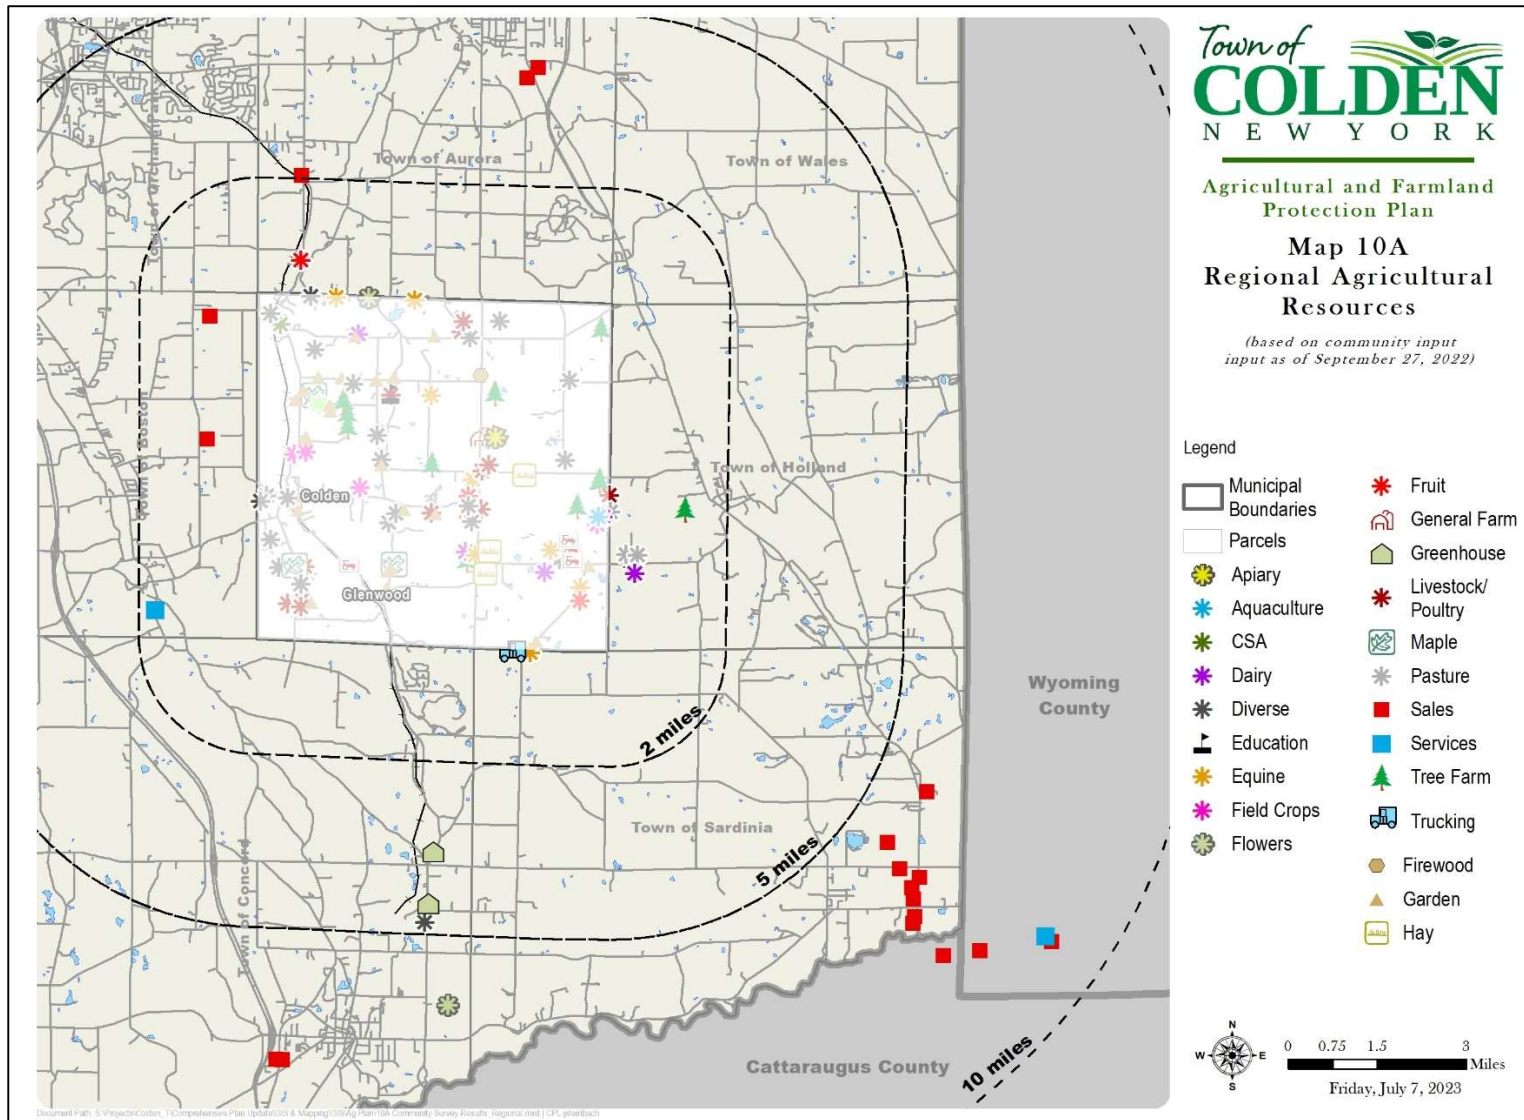 Town of
COLDEN
NEW YORK
Agricultural and Farmland
Protection Plan
Map 10A
Regional Agricultural
Resources
(based on community input
input as of September 27, 2022)
Town of Orchard Park
Town of Aurora
Town of Wales
Town of Boston
Colden
Town of Holland
Glenwood
Wyoming
County
2 miles
Town of Sardinia
5 miles
Town of Concord
Cattaraugus County
10 miles
Legend
Municipal
Boundaries
Parcels
Apiary
Aquaculture
CSA
Dairy
Diverse
Education
Equine
Field Crops
Flowers
Fruit
General Farm
Greenhouse
Livestock/
Poultry
Maple
Pasture
Sales
Services
Tree Farm
Trucking
Firewood
Garden
Hay
N
W E
S
0 0.75 1.5 3
Miles
Friday, July 7, 2023